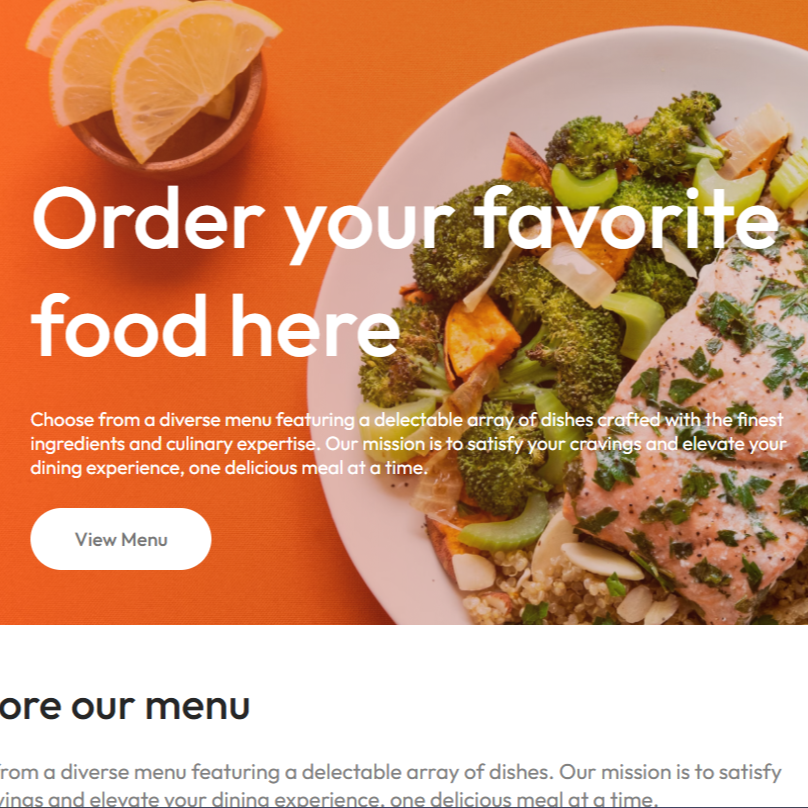 Order your favorite
food here
Choose from a diverse menu featuring a delectable array of dishes crafted with the finest
ingredients and culinary expertise. Our mission is to satisfy your cravings and elevate your
dining experience, one delicious meal at a time.
View Menu
ore our menu
from a diverse menu featuring a delectable array of dishes. Our mission is to satisfy
vings and elevate your dining experience, one delicious meal at a time.